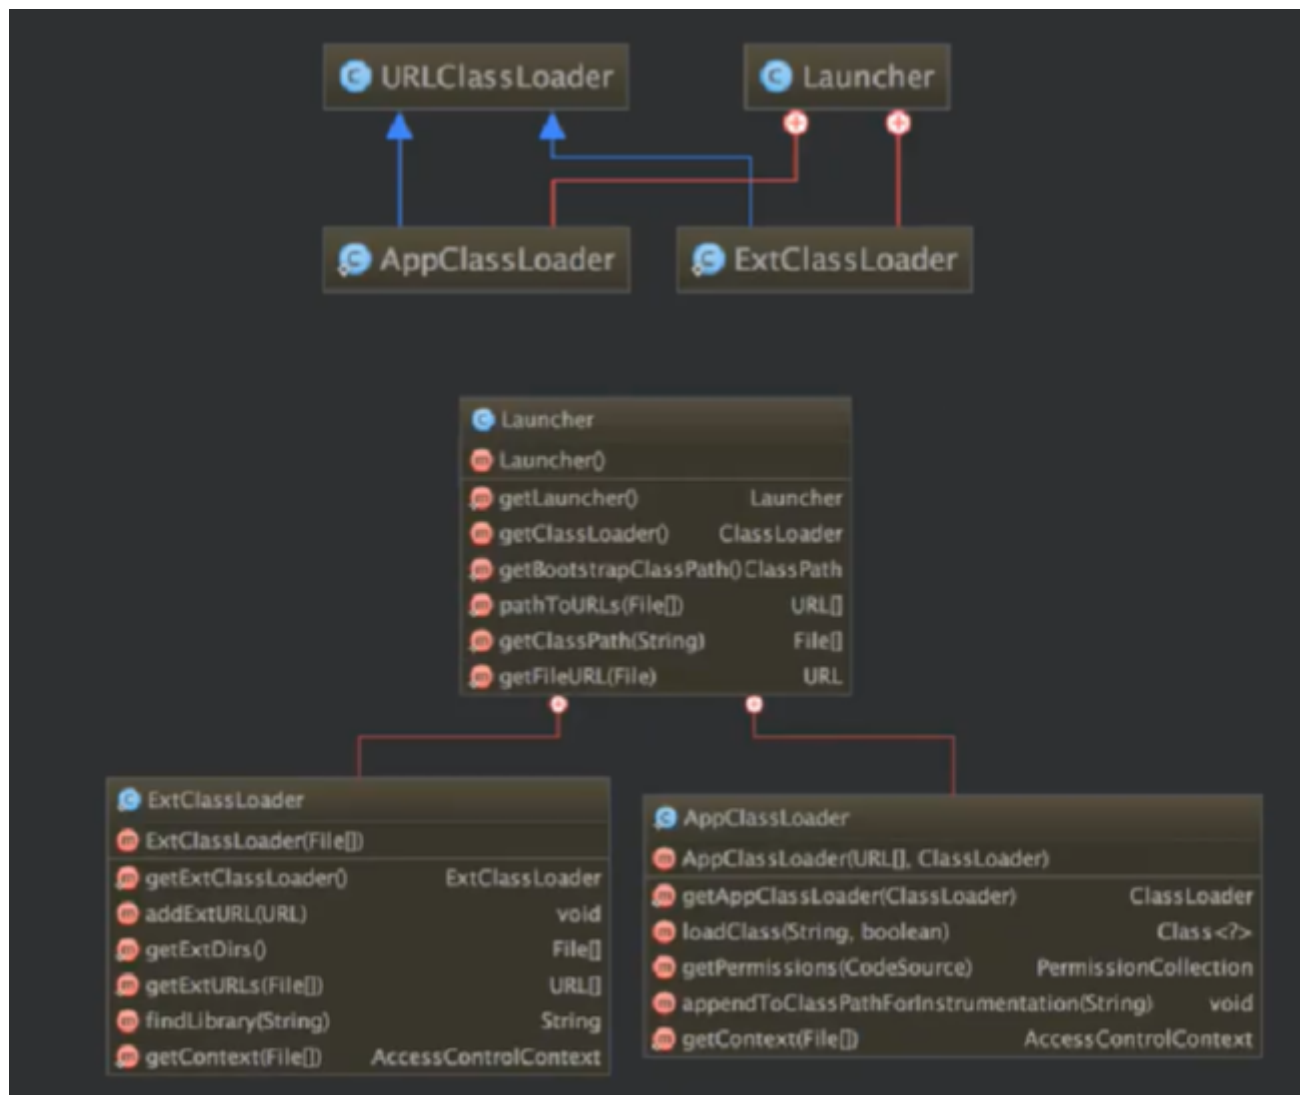 URLClassLoader
Launcher
AppClassLoader
ExtClassLoader
Launcher
Launcher()
getLauncher() Launcher
getClassLoader() ClassLoader
getBootstrapClassPath() ClassPath
pathToURLs(File[]) URL[]
getClassPath(String) File[]
getFileURL(File) URL
ExtClassLoader
ExtClassLoader(File[])
getExtClassLoader() ExtClassLoader
addExtURL(URL) void
getExtDirs() File[]
getExtURLs(File[]) URL[]
findLibrary(String) String
getContext(File[]) AccessControlContext
AppClassLoader
AppClassLoader(URL[], ClassLoader)
getAppClassLoader(ClassLoader) ClassLoader
loadClass(String, boolean) Class<?>
getPermissions(CodeSource) PermissionCollection
appendToClassPathForInstrumentation(String) void
getContext(File[]) AccessControlContext